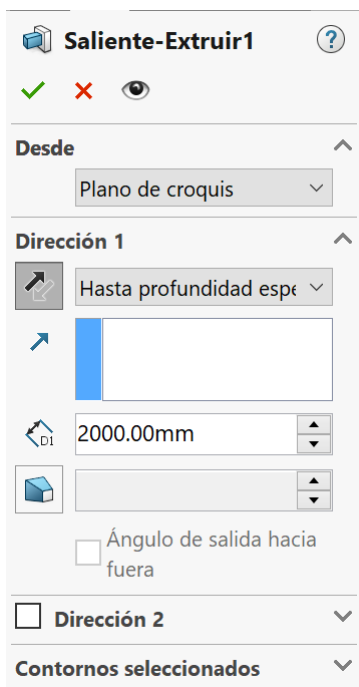 Saliente-Extruir1
?
Desde
Plano de croquis
Dirección 1
Hasta profundidad espe
D1
2000.00mm
Ángulo de salida hacia
fuera
Dirección 2
Contornos seleccionados